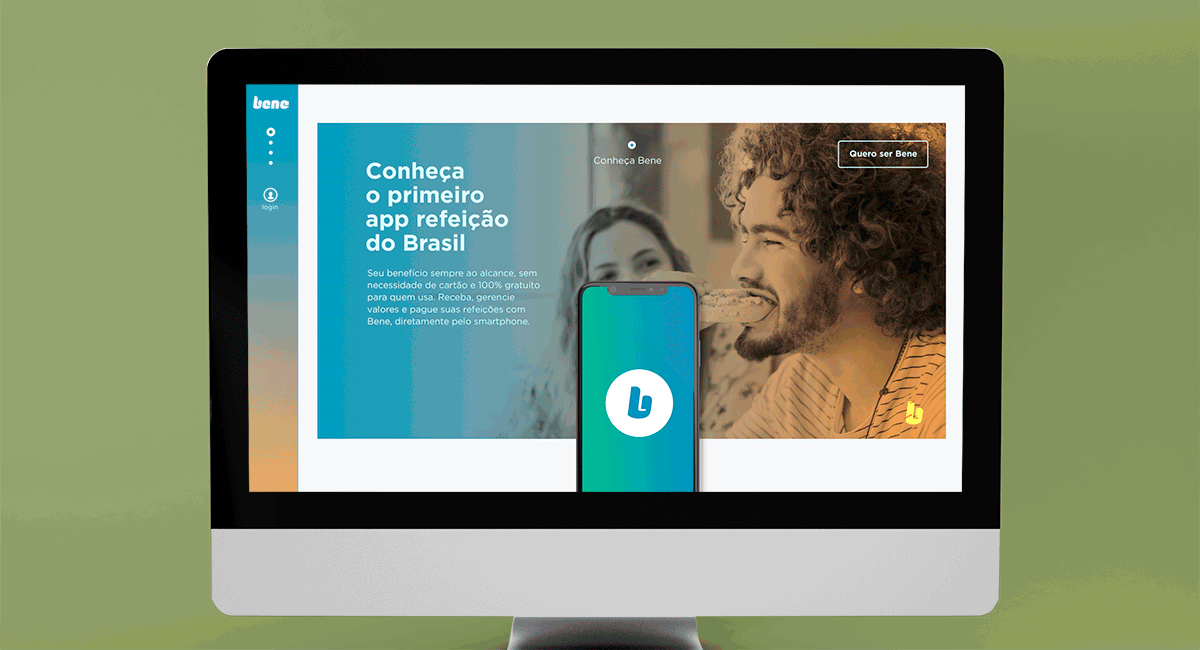 bene
login
Conheça Bene
Quero ser Bene
Conheça
o primeiro
app refeição
do Brasil
Seu benefício sempre ao alcance, sem
necessidade de cartão e 100% gratuito
para quem usa. Receba, gerencie
valores e pague suas refeições com
Bene, diretamente pelo smartphone.
b
b